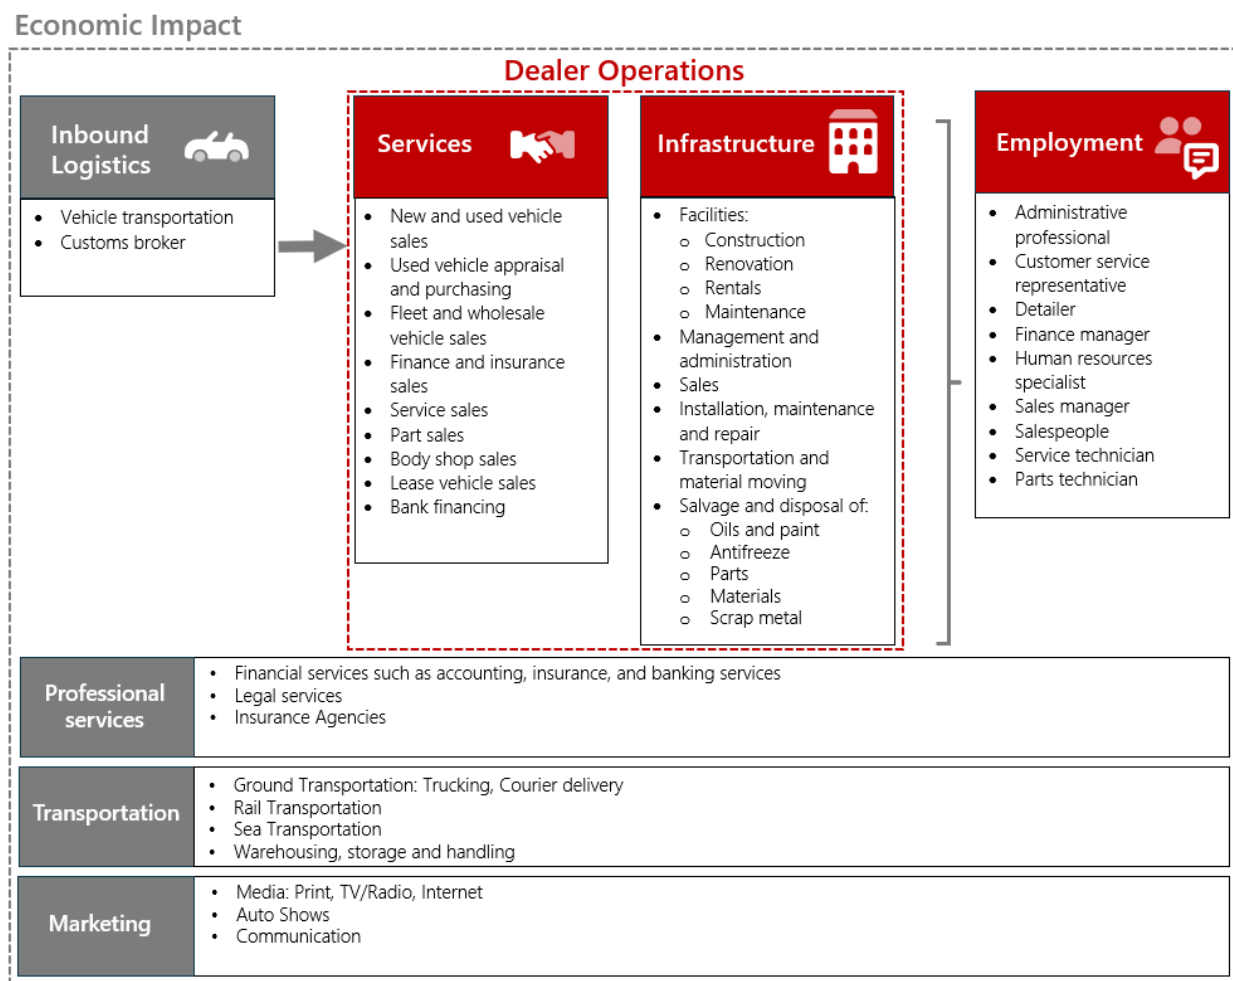 Economic Impact
Dealer Operations
Inbound
Logistics
• Vehicle transportation
• Customs broker
Services
• New and used vehicle
sales
• Used vehicle appraisal
and purchasing
• Fleet and wholesale
vehicle sales
• Finance and insurance
sales
• Service sales
• Part sales
• Body shop sales
• Lease vehicle sales
• Bank financing
Infrastructure
• Facilities:
o Construction
o Renovation
o Rentals
o Maintenance
• Management and
administration
• Sales
• Installation, maintenance
and repair
• Transportation and
material moving
• Salvage and disposal of:
o Oils and paint
o Antifreeze
o Parts
o Materials
o Scrap metal
Employment
• Administrative
professional
• Customer service
representative
• Detailer
• Finance manager
• Human resources
specialist
• Sales manager
• Salespeople
• Service technician
• Parts technician
Professional
services
• Financial services such as accounting, insurance, and banking services
• Legal services
• Insurance Agencies
Transportation
• Ground Transportation: Trucking, Courier delivery
• Rail Transportation
• Sea Transportation
• Warehousing, storage and handling
Marketing
• Media: Print, TV/Radio, Internet
• Auto Shows
• Communication